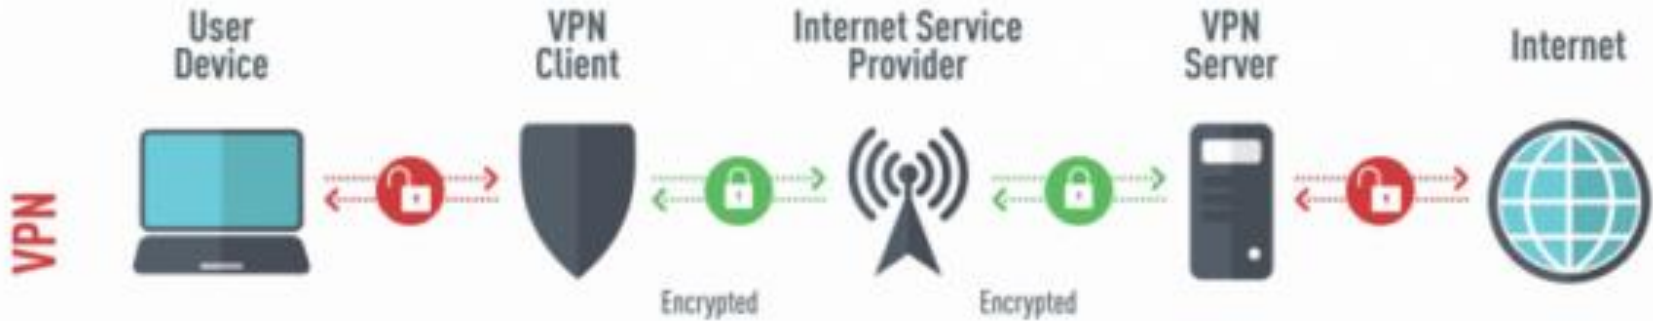 User
Device
VPN
Client
Internet Service
Provider
VPN
Server
Internet
VPN
Encrypted
Encrypted